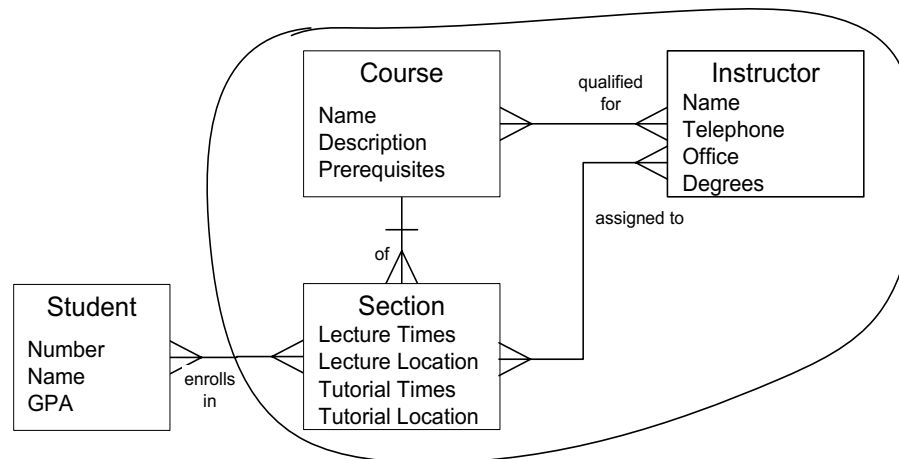 Course
Name
Description
Prerequisites
qualified
for
Instructor
Name
Telephone
Office
Degrees
assigned to
of
Student
Number
Name
GPA
enrolls
in
Section
Lecture Times
Lecture Location
Tutorial Times
Tutorial Location